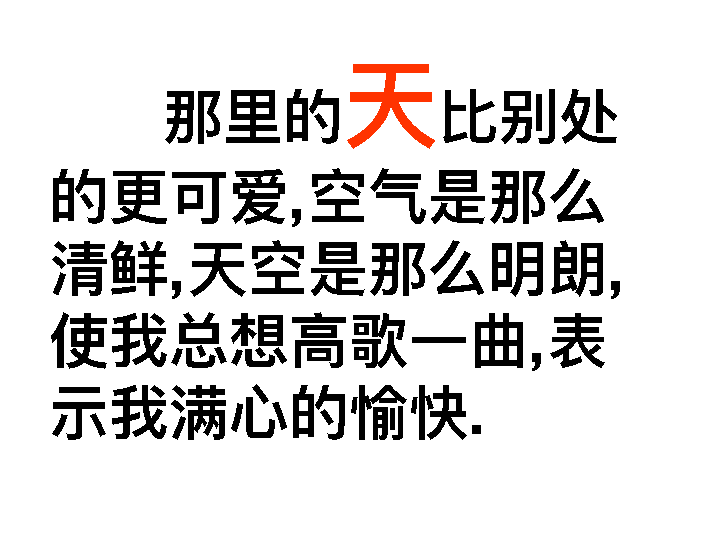 那里的天比别处
的更可爱,空气是那么
清鲜,天空是那么明朗,
使我总想高歌一曲,表
示我满心的愉快.